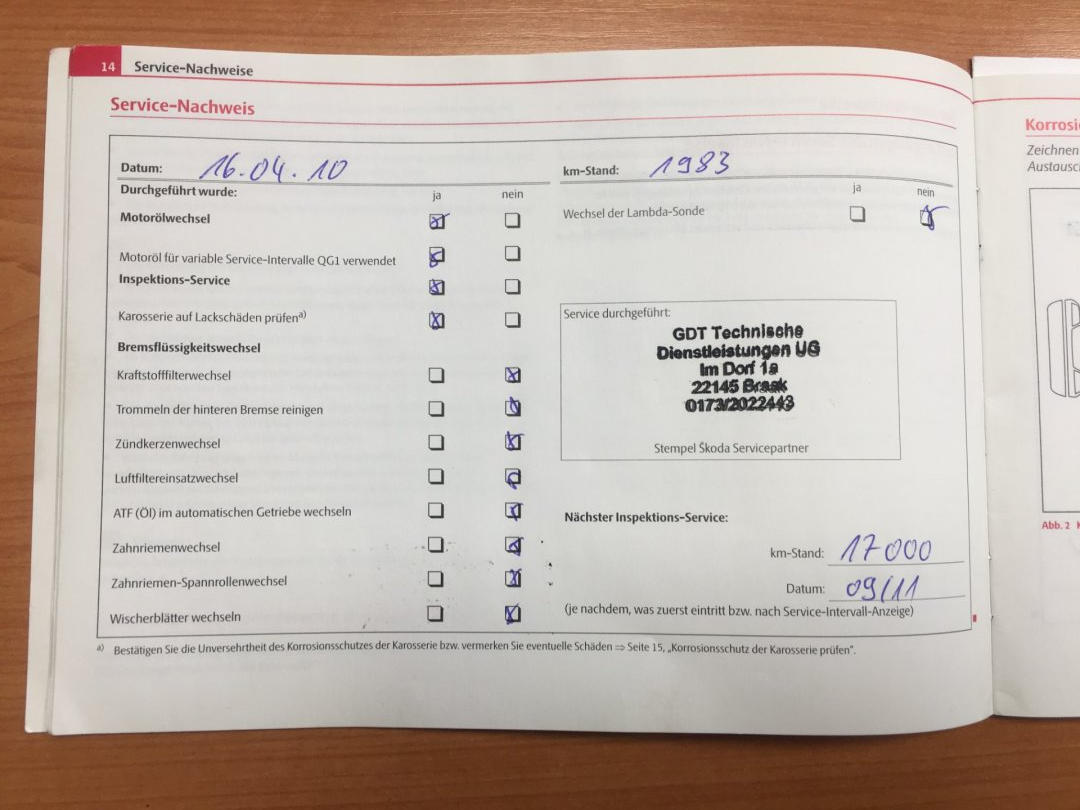 14 Service-Nachweise
Service-Nachweis
Datum: 16.04.10
km-Stand: 1983
Durchgeführt wurde: ja nein
ja nein
Motorölwechsel
Wechsel der Lambda-Sonde
Motoröl für variable Service-Intervalle QG1 verwendet
Inspektions-Service
Karosserie auf Lackschäden prüfen a)
Bremsflüssigkeitswechsel
Kraftstofffilterwechsel
Trommeln der hinteren Bremse reinigen
Zündkerzenwechsel
Luftfiltereinsatzwechsel
ATF (Öl) im automatischen Getriebe wechseln
Zahnriemenwechsel
Zahnriemen-Spannrollenwechsel
Wischerblätter wechseln
Service durchgeführt:
GDT Technische
Dienstleistungen UG
Im Dorf 1a
22145 Braak
0173/2022443
Stempel Škoda Servicepartner
Nächster Inspektions-Service:
km-Stand: 17000
Datum: 09/11
(je nachdem, was zuerst eintritt bzw. nach Service-Intervall-Anzeige)
a) Bestätigen Sie die Unversehrtheit des Korrosionsschutzes der Karosserie bzw. vermerken Sie eventuelle Schäden ⇒ Seite 15, „Korrosionsschutz der Karosserie prüfen“.
Korrosi
Zeichnen
Austausc
Abb. 2